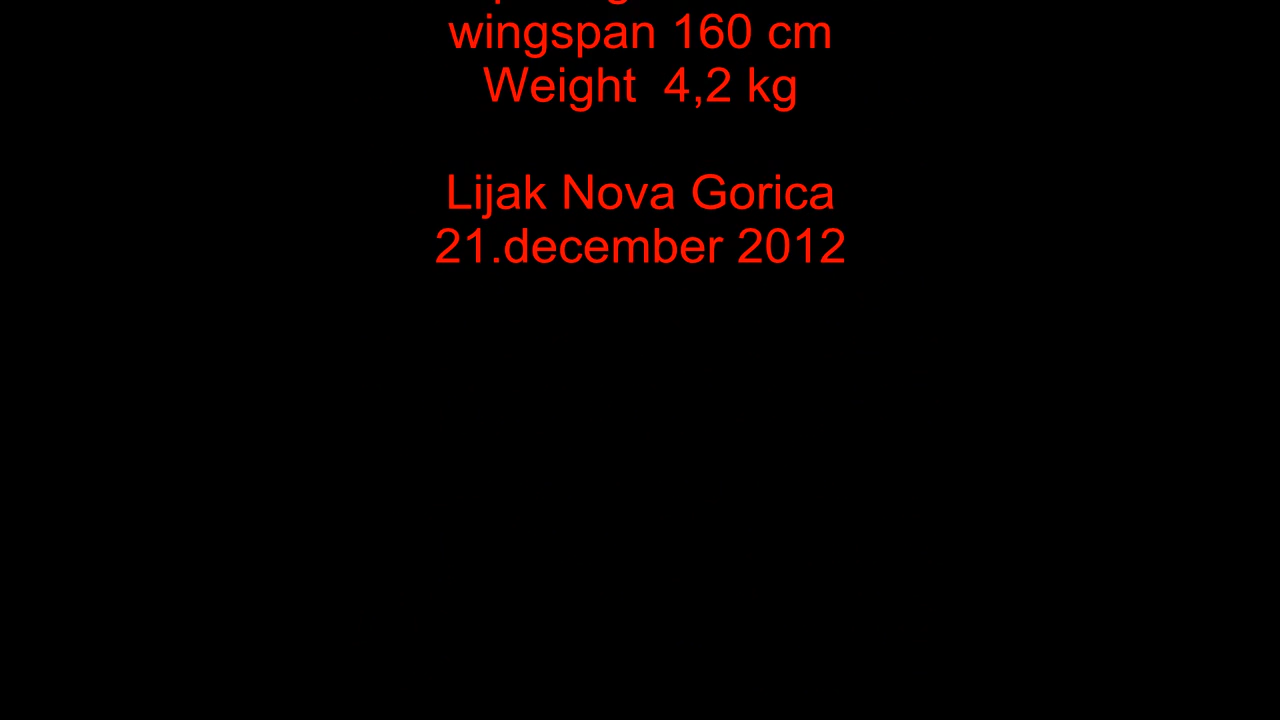 wingspan 160 cm
Weight  4,2 kg
Lijak Nova Gorica
21.december 2012